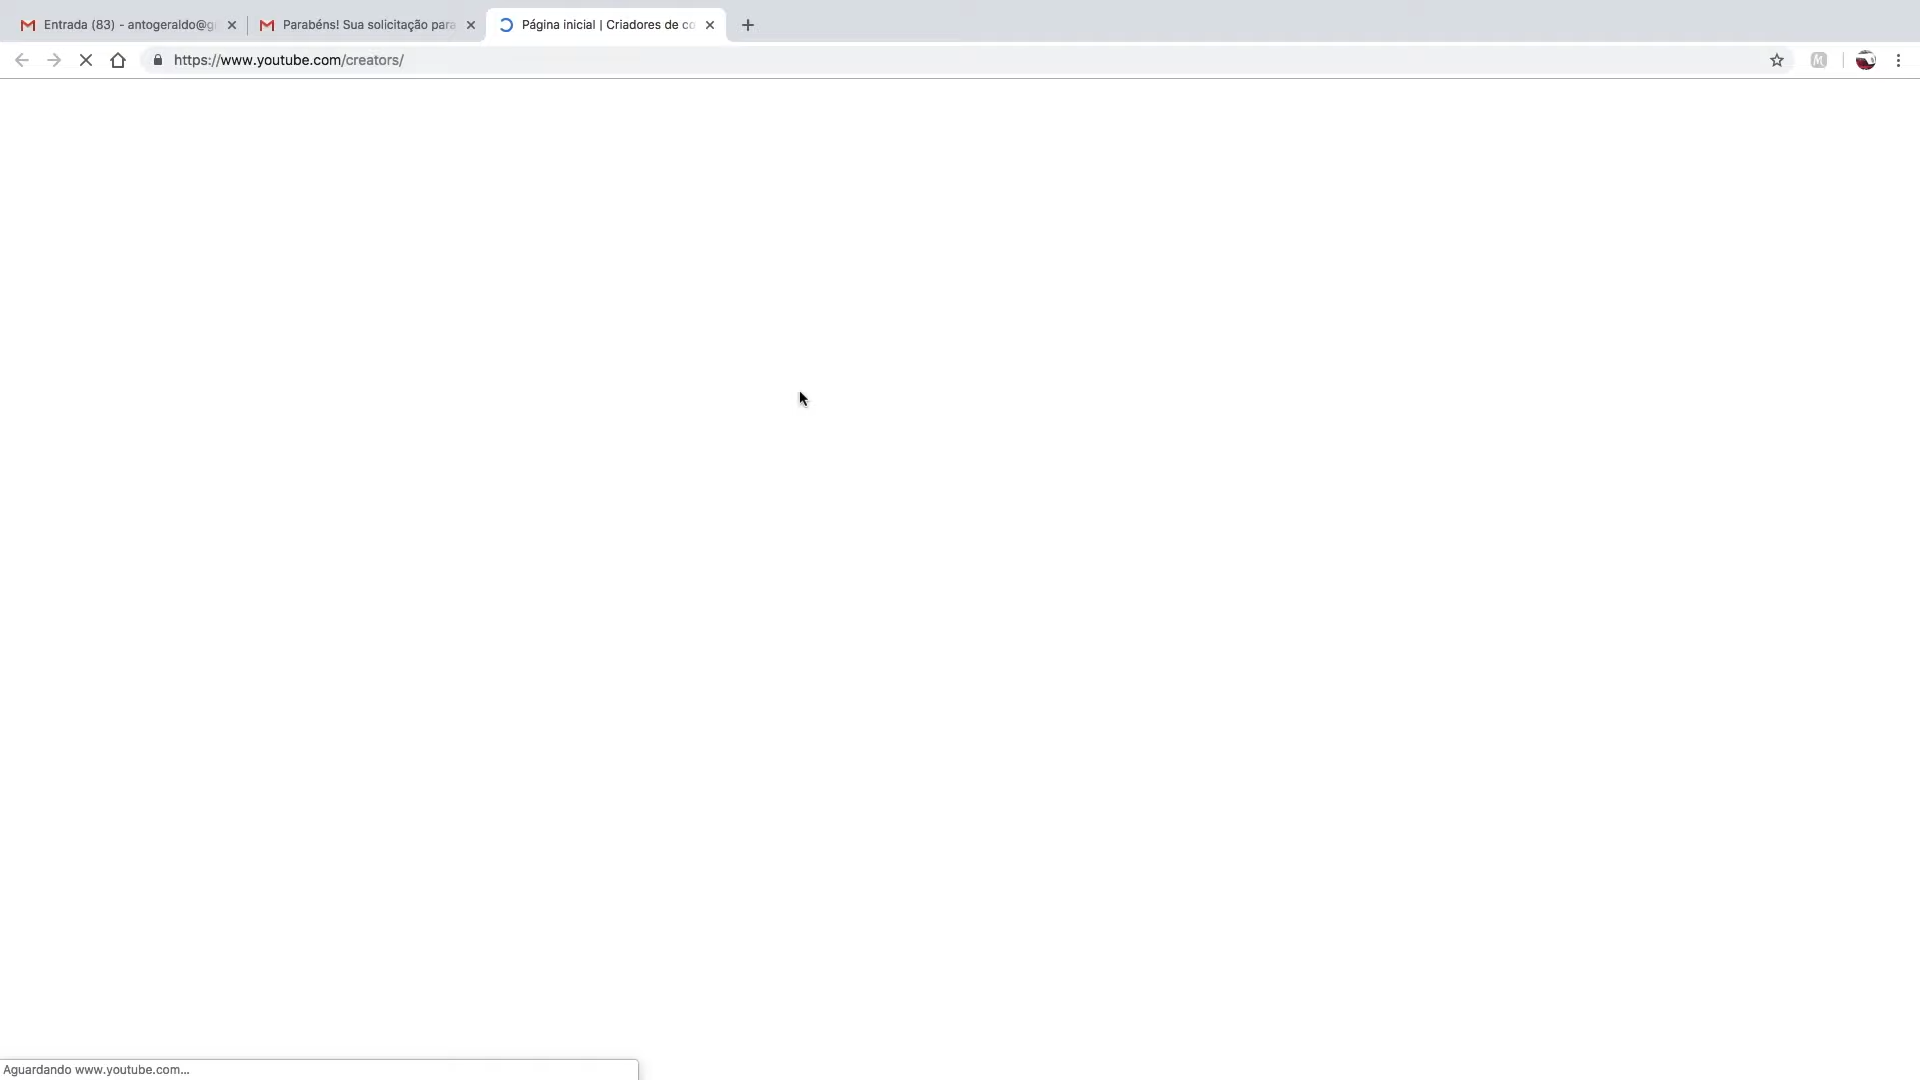 Entrada (83) - antogeraldo@g
Parabéns! Sua solicitação para
Página inicial | Criadores de co
https://www.youtube.com/creators/
Aguardando www.youtube.com...